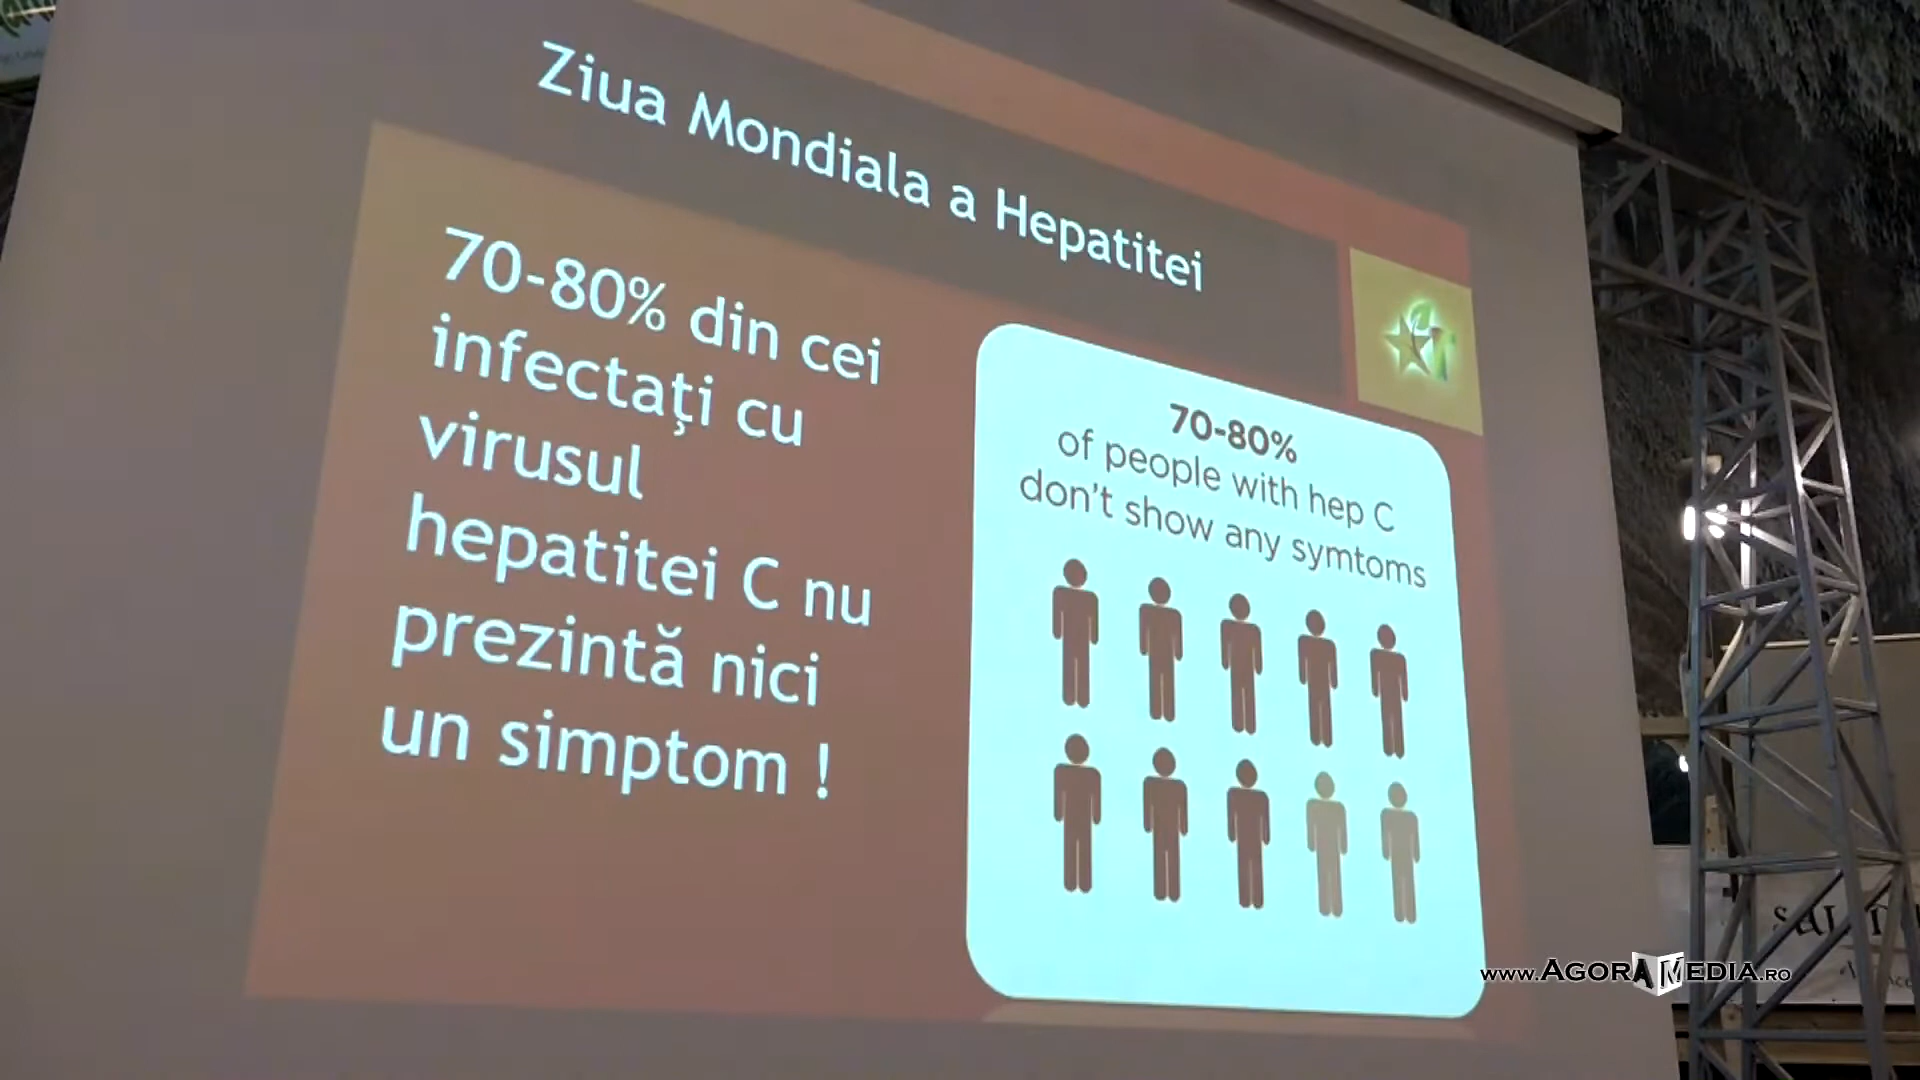 Ziua Mondiala a Hepatitei
70-80% din cei
infectaţi cu
virusul
hepatitei C nu
prezintă nici
un simptom !
70-80%
of people with hep C
don't show any symtoms
www.AGORAMEDIA.RO